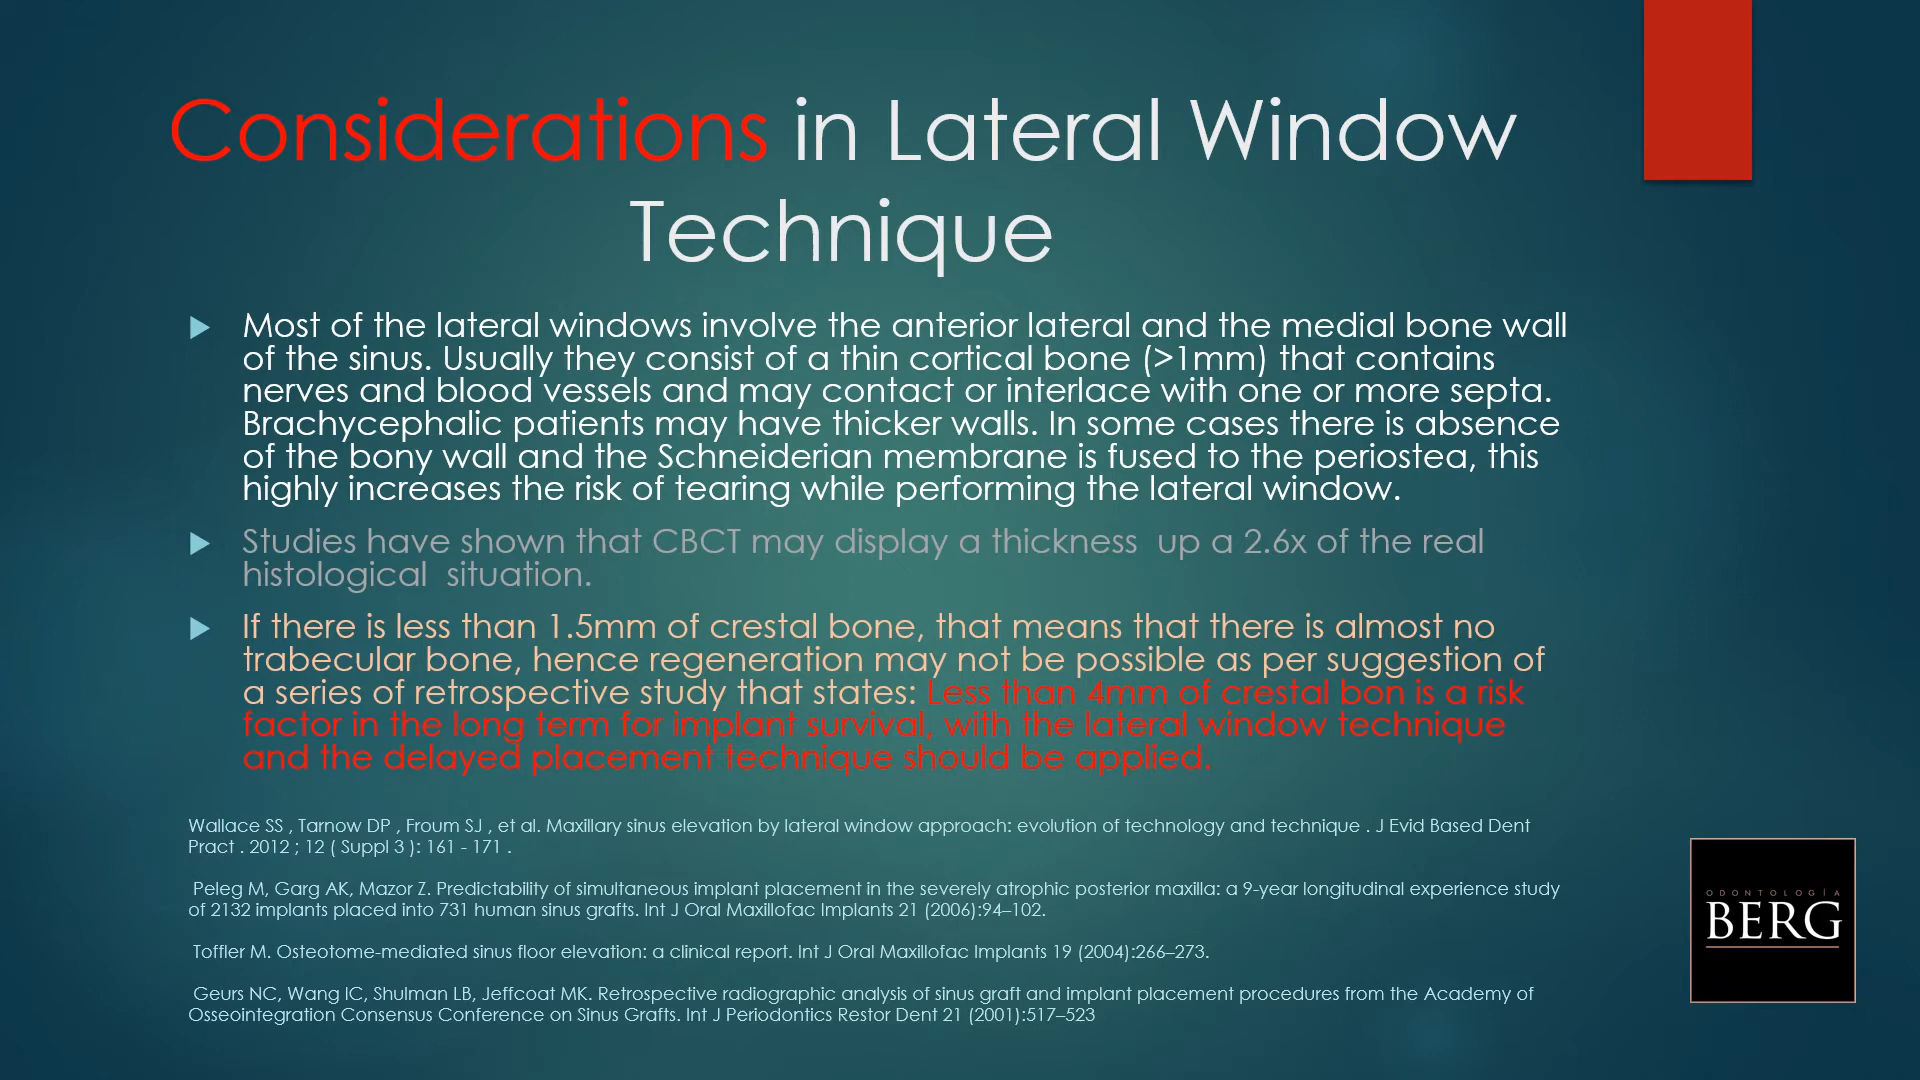 Considerations in Lateral Window
Technique
Most of the lateral windows involve the anterior lateral and the medial bone wall
of the sinus. Usually they consist of a thin cortical bone (>1mm) that contains
nerves and blood vessels and may contact or interlace with one or more septa.
Brachycephalic patients may have thicker walls. In some cases there is absence
of the bony wall and the Schneiderian membrane is fused to the periostea, this
highly increases the risk of tearing while performing the lateral window.
Studies have shown that CBCT may display a thickness  up a 2.6x of the real
histological  situation.
If there is less than 1.5mm of crestal bone, that means that there is almost no
trabecular bone, hence regeneration may not be possible as per suggestion of
a series of retrospective study that states: Less than 4mm of crestal bon is a risk
factor in the long term for implant survival, with the lateral window technique
and the delayed placement technique should be applied.
Wallace SS , Tarnow DP , Froum SJ , et al. Maxillary sinus elevation by lateral window approach: evolution of technology and technique . J Evid Based Dent
Pract . 2012 ; 12 ( Suppl 3 ): 161 - 171 .
Peleg M, Garg AK, Mazor Z. Predictability of simultaneous implant placement in the severely atrophic posterior maxilla: a 9-year longitudinal experience study
of 2132 implants placed into 731 human sinus grafts. Int J Oral Maxillofac Implants 21 (2006):94–102.
Toffler M. Osteotome-mediated sinus floor elevation: a clinical report. Int J Oral Maxillofac Implants 19 (2004):266–273.
Geurs NC, Wang IC, Shulman LB, Jeffcoat MK. Retrospective radiographic analysis of sinus graft and implant placement procedures from the Academy of
Osseointegration Consensus Conference on Sinus Grafts. Int J Periodontics Restor Dent 21 (2001):517–523
ODONTOLOGÍA
BERG